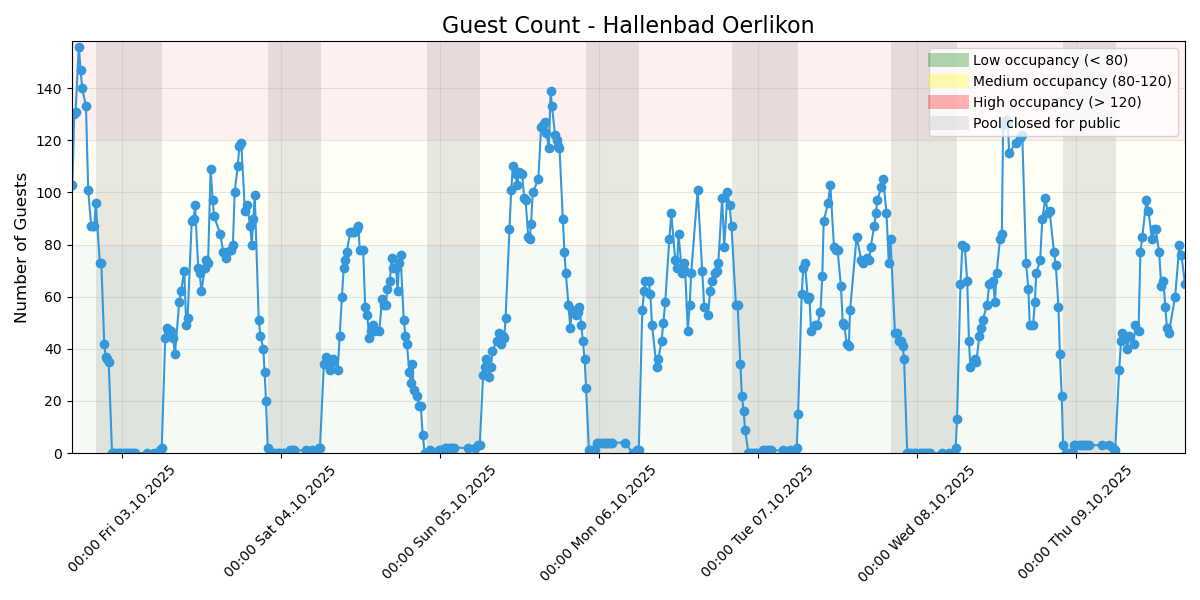 Guest Count - Hallenbad Oerlikon
Low occupancy (< 80)
Medium occupancy (80-120)
High occupancy (> 120)
Pool closed for public
Number of Guests
140
120
100
80
60
40
20
0
00:00 Fri 03.10.2025
00:00 Sat 04.10.2025
00:00 Sun 05.10.2025
00:00 Mon 06.10.2025
00:00 Tue 07.10.2025
00:00 Wed 08.10.2025
00:00 Thu 09.10.2025